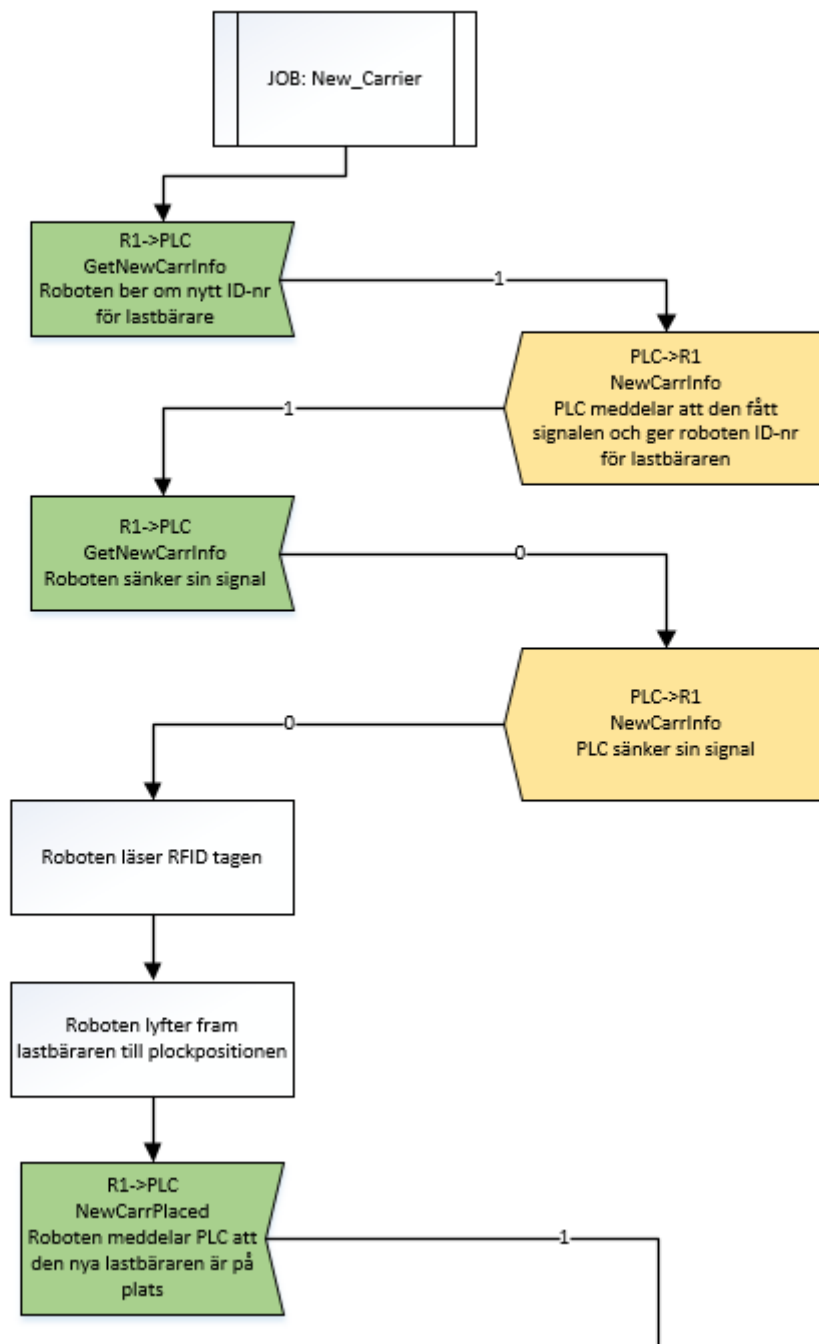 JOB: New_Carrier
R1->PLC
GetNewCarrInfo
Roboten ber om nytt ID-nr
för lastbärare
1
PLC->R1
NewCarrInfo
PLC meddelar att den fått
signalen och ger roboten ID-nr
för lastbäraren
1
R1->PLC
GetNewCarrInfo
Roboten sänker sin signal
0
PLC->R1
NewCarrInfo
PLC sänker sin signal
0
Roboten läser RFID tagen
Roboten lyfter fram
lastbäraren till plockpositionen
R1->PLC
NewCarrPlaced
Roboten meddelar PLC att
den nya lastbäraren är på
plats
1